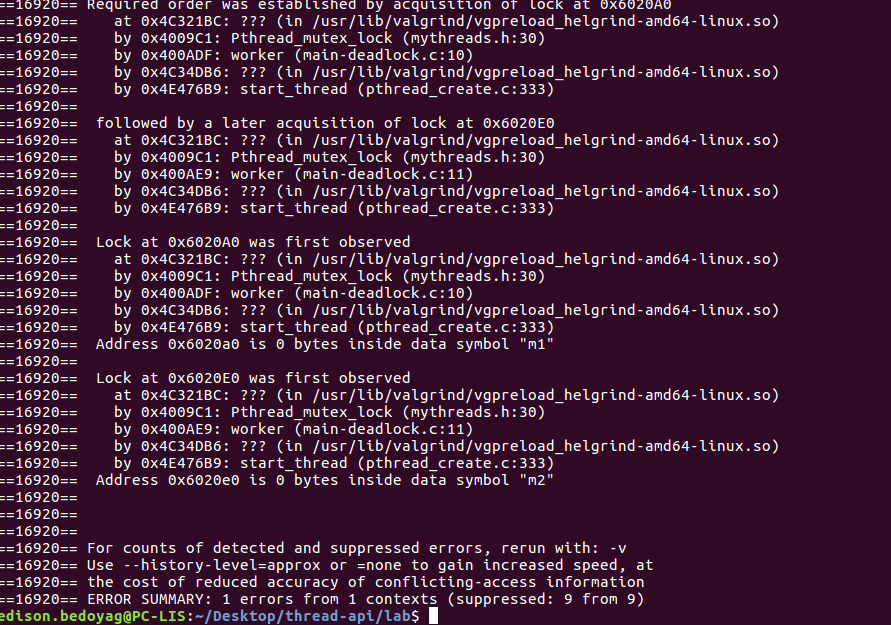 ==16920== Required order was established by acquisition of lock at 0x6020A0
==16920==    at 0x4C321BC: ??? (in /usr/lib/valgrind/vgpreload_helgrind-amd64-linux.so)
==16920==    by 0x4009C1: Pthread_mutex_lock (mythreads.h:30)
==16920==    by 0x400ADF: worker (main-deadlock.c:10)
==16920==    by 0x4C34DB6: ??? (in /usr/lib/valgrind/vgpreload_helgrind-amd64-linux.so)
==16920==    by 0x4E476B9: start_thread (pthread_create.c:333)
==16920==
==16920==  followed by a later acquisition of lock at 0x6020E0
==16920==    at 0x4C321BC: ??? (in /usr/lib/valgrind/vgpreload_helgrind-amd64-linux.so)
==16920==    by 0x4009C1: Pthread_mutex_lock (mythreads.h:30)
==16920==    by 0x400AE9: worker (main-deadlock.c:11)
==16920==    by 0x4C34DB6: ??? (in /usr/lib/valgrind/vgpreload_helgrind-amd64-linux.so)
==16920==    by 0x4E476B9: start_thread (pthread_create.c:333)
==16920==
==16920==  Lock at 0x6020A0 was first observed
==16920==    at 0x4C321BC: ??? (in /usr/lib/valgrind/vgpreload_helgrind-amd64-linux.so)
==16920==    by 0x4009C1: Pthread_mutex_lock (mythreads.h:30)
==16920==    by 0x400ADF: worker (main-deadlock.c:10)
==16920==    by 0x4C34DB6: ??? (in /usr/lib/valgrind/vgpreload_helgrind-amd64-linux.so)
==16920==    by 0x4E476B9: start_thread (pthread_create.c:333)
==16920==  Address 0x6020a0 is 0 bytes inside data symbol "m1"
==16920==
==16920==  Lock at 0x6020E0 was first observed
==16920==    at 0x4C321BC: ??? (in /usr/lib/valgrind/vgpreload_helgrind-amd64-linux.so)
==16920==    by 0x4009C1: Pthread_mutex_lock (mythreads.h:30)
==16920==    by 0x400AE9: worker (main-deadlock.c:11)
==16920==    by 0x4C34DB6: ??? (in /usr/lib/valgrind/vgpreload_helgrind-amd64-linux.so)
==16920==    by 0x4E476B9: start_thread (pthread_create.c:333)
==16920==  Address 0x6020e0 is 0 bytes inside data symbol "m2"
==16920==
==16920==
==16920==
==16920== For counts of detected and suppressed errors, rerun with: -v
==16920== Use --history-level=approx or =none to gain increased speed, at
==16920== the cost of reduced accuracy of conflicting-access information
==16920== ERROR SUMMARY: 1 errors from 1 contexts (suppressed: 9 from 9)
edison.bedoyag@PC-LIS:~/Desktop/thread-api/lab$